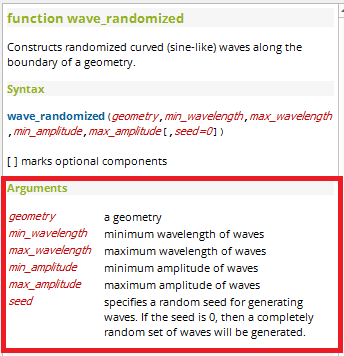 function wave_randomized
Constructs randomized curved (sine-like) waves along the
boundary of a geometry.
Syntax
wave_randomized(geometry,min_wavelength,max_wavelength
,min_amplitude,max_amplitude[,seed=0])
[ ] marks optional components
Arguments
geometry a geometry
min_wavelength minimum wavelength of waves
max_wavelength maximum wavelength of waves
min_amplitude minimum amplitude of waves
max_amplitude maximum amplitude of waves
seed specifies a random seed for generating
waves. If the seed is 0, then a completely
random set of waves will be generated.